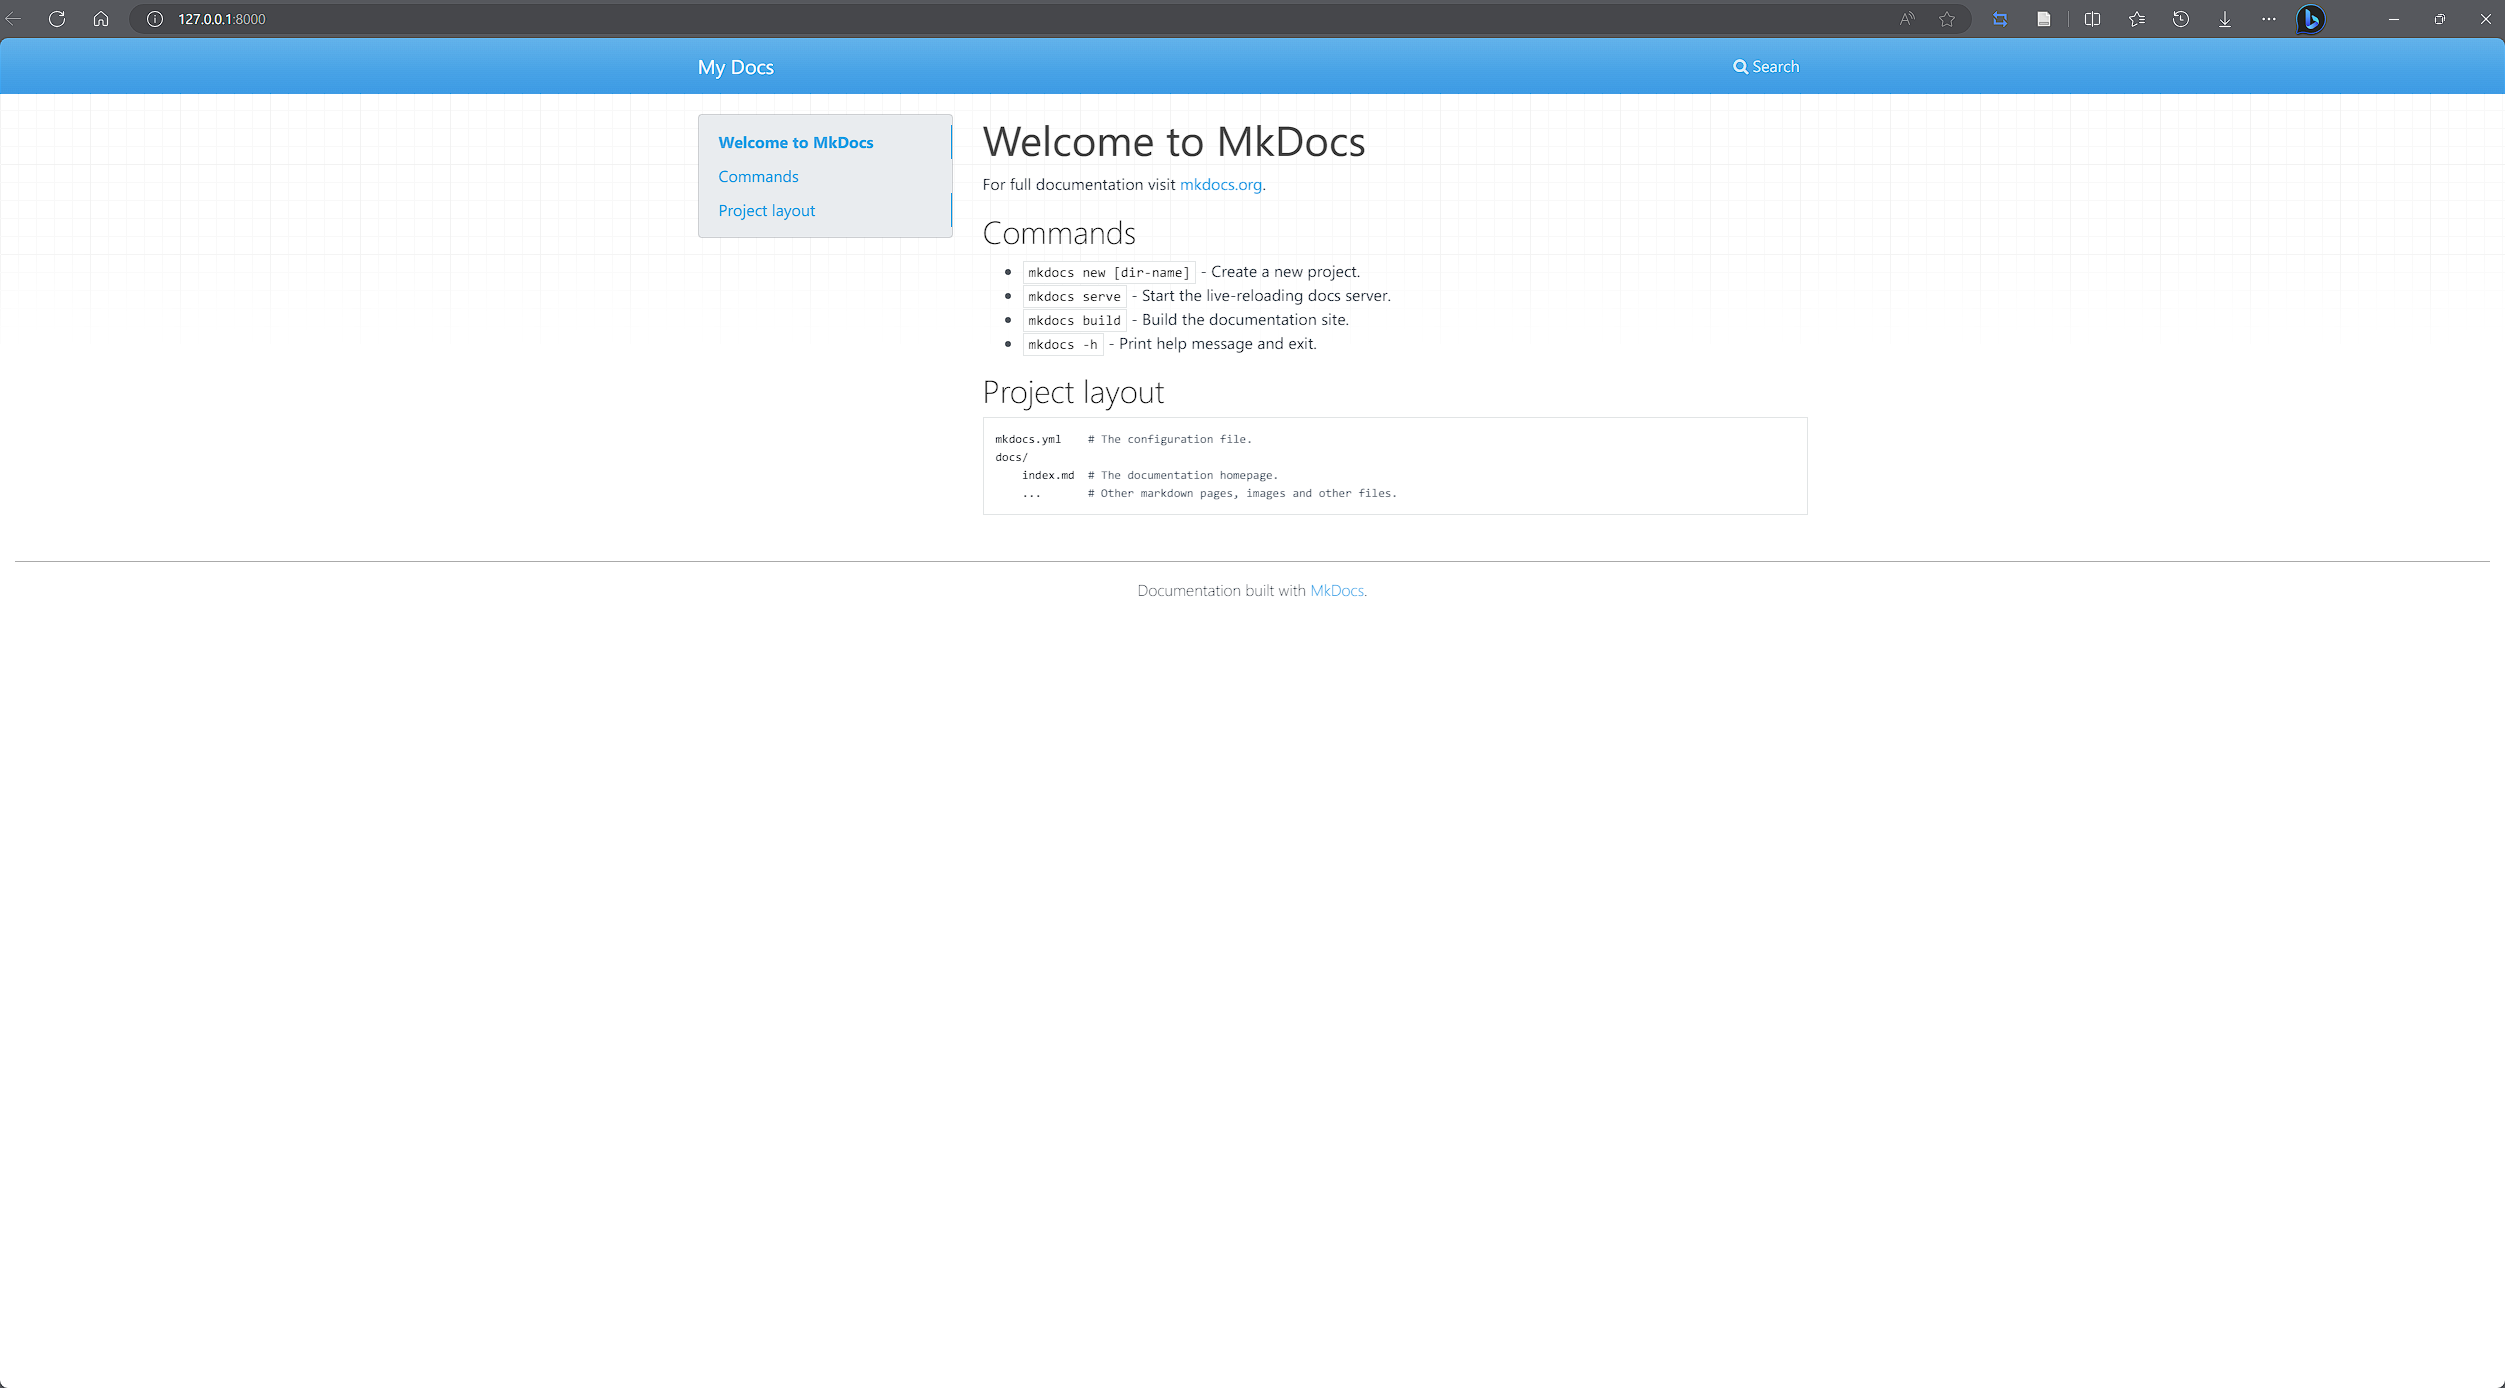 127.0.0.1:8000
My Docs
Search
Welcome to MkDocs
Commands
Project layout
Welcome to MkDocs
For full documentation visit mkdocs.org.
Commands
mkdocs new [dir-name] - Create a new project.
mkdocs serve - Start the live-reloading docs server.
mkdocs build - Build the documentation site.
mkdocs -h - Print help message and exit.
Project layout
mkdocs.yml    # The configuration file.
docs/
    index.md  # The documentation homepage.
    ...       # Other markdown pages, images and other files.
Documentation built with MkDocs.